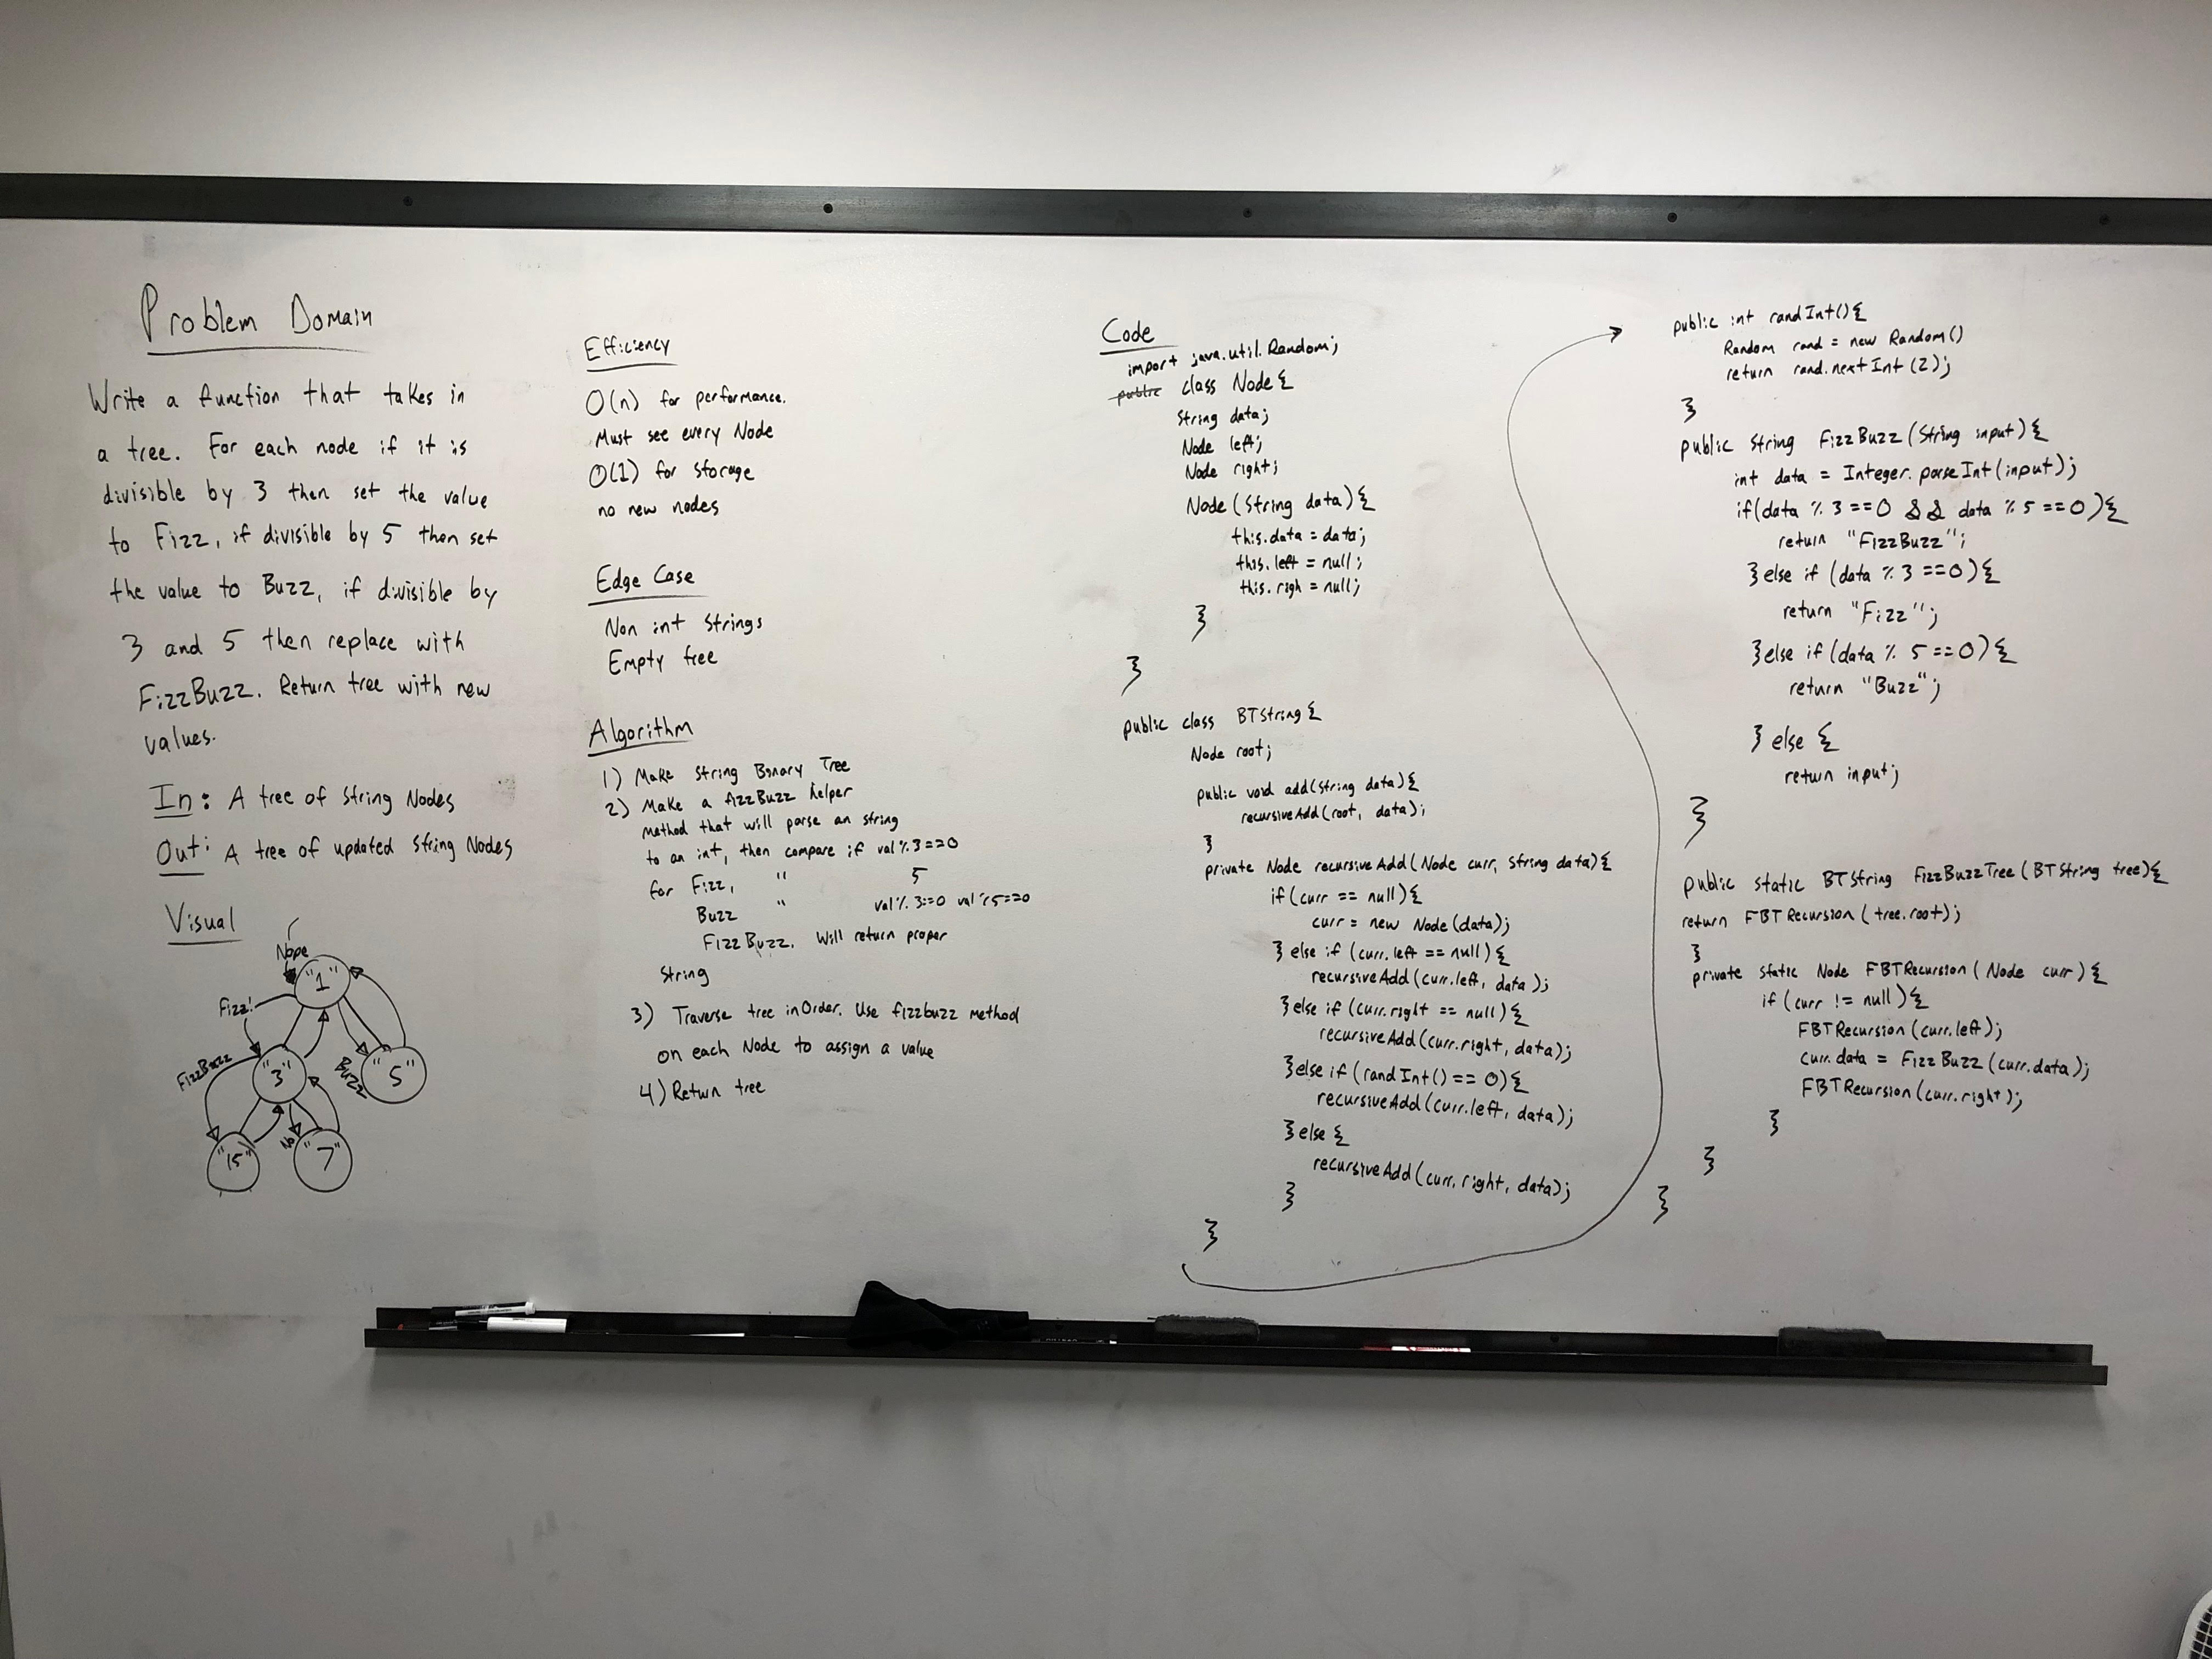 Problem Domain
Write a function that takes in
a tree. For each node if it is
divisible by 3 then set the value
to Fizz, if divisible by 5 then set
the value to Buzz, if divisible by
3 and 5 then replace with
FizzBuzz. Return tree with new
values.
In: A tree of String Nodes
Out: A tree of updated String Nodes
Visual
Nope
"1"
Fizz!
FizzBuzz
"3"
Buzz
"5"
"15"
No
"7"
Efficiency
O(n) for performance.
Must see every Node
O(1) for storage
no new nodes
Edge Case
Non int Strings
Empty tree
Algorithm
1) Make String Bonary Tree
2) Make a fizzBuzz helper
method that will parse an string
to an int, then compare if val%3==0
for Fizz, " 5
Buzz " val%3==0 val%5==0
FizzBuzz. Will return proper
String
3) Traverse tree inOrder. Use fizzbuzz method
on each Node to assign a value
4) Return tree
Code
import java.util.Random;
public class Node {
String data;
Node left;
Node right;
Node(String data){
this.data = data;
this.left = null;
this.righ = null;
}
}
public class BTString {
Node root;
public void add(String data){
recursiveAdd(root, data);
}
private Node recursiveAdd(Node curr, String data){
if(curr == null){
curr = new Node(data);
} else if (curr.left == null){
recursiveAdd(curr.left, data);
}else if (curr.right == null){
recursiveAdd(curr.right, data);
}else if (randInt() == 0){
recursiveAdd(curr.left, data);
}else {
recursiveAdd(curr.right, data);
}
}
public int randInt(){
Random rand = new Random()
return rand.nextInt(2);
}
public String FizzBuzz(String input){
int data = Integer.parseInt(input);
if(data % 3 ==0 && data % 5 ==0){
return "FizzBuzz";
}else if (data % 3 ==0){
return "Fizz";
}else if (data % 5 ==0){
return "Buzz";
} else {
return input;
}
public static BTString FizzBuzzTree(BTString tree){
return FBTRecursion(tree.root);
}
private static Node FBTRecursion(Node curr){
if(curr != null){
FBTRecursion(curr.left);
curr.data = FizzBuzz(curr.data);
FBTRecursion(curr.right);
}
}
}